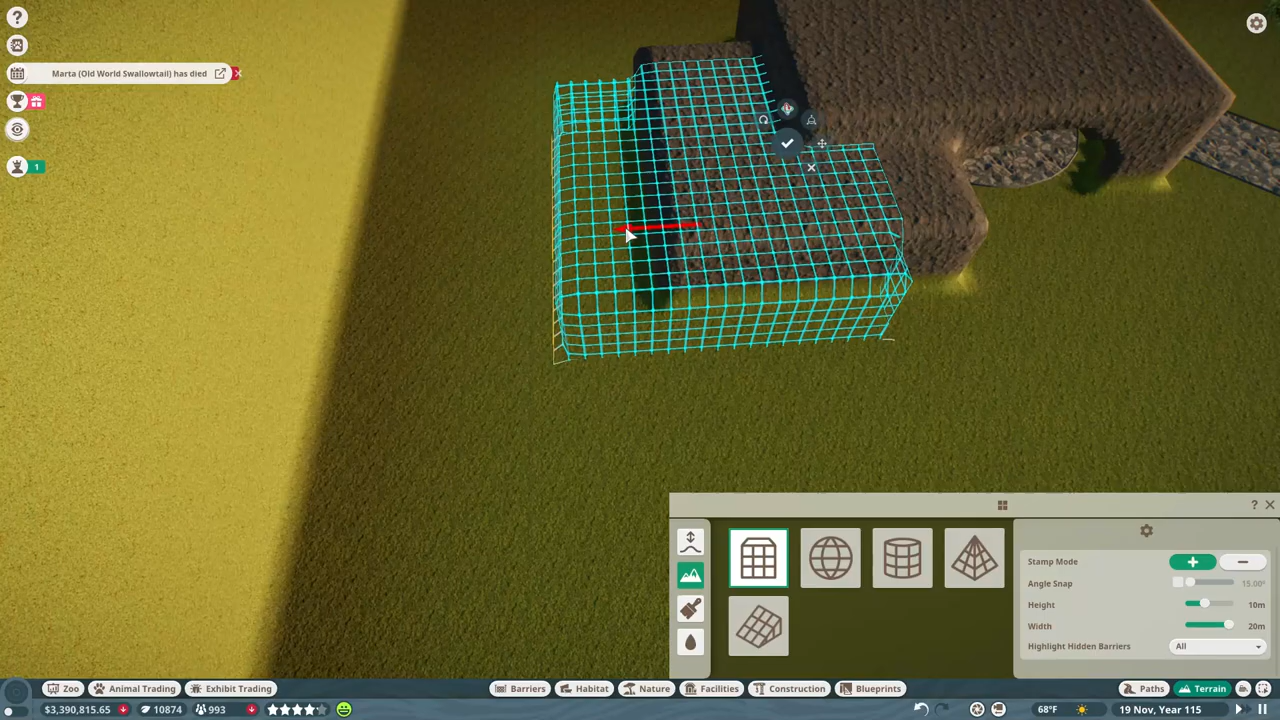 ?
Marta (Old World Swallowtail) has died
1
?
Stamp Mode
Angle Snap 15.00°
Height 10m
Width 20m
Highlight Hidden Barriers All
Zoo Animal Trading Exhibit Trading Barriers Habitat Nature Facilities Construction Blueprints Paths Terrain
$3,390,815.65 10874 993 68°F 19 Nov, Year 115